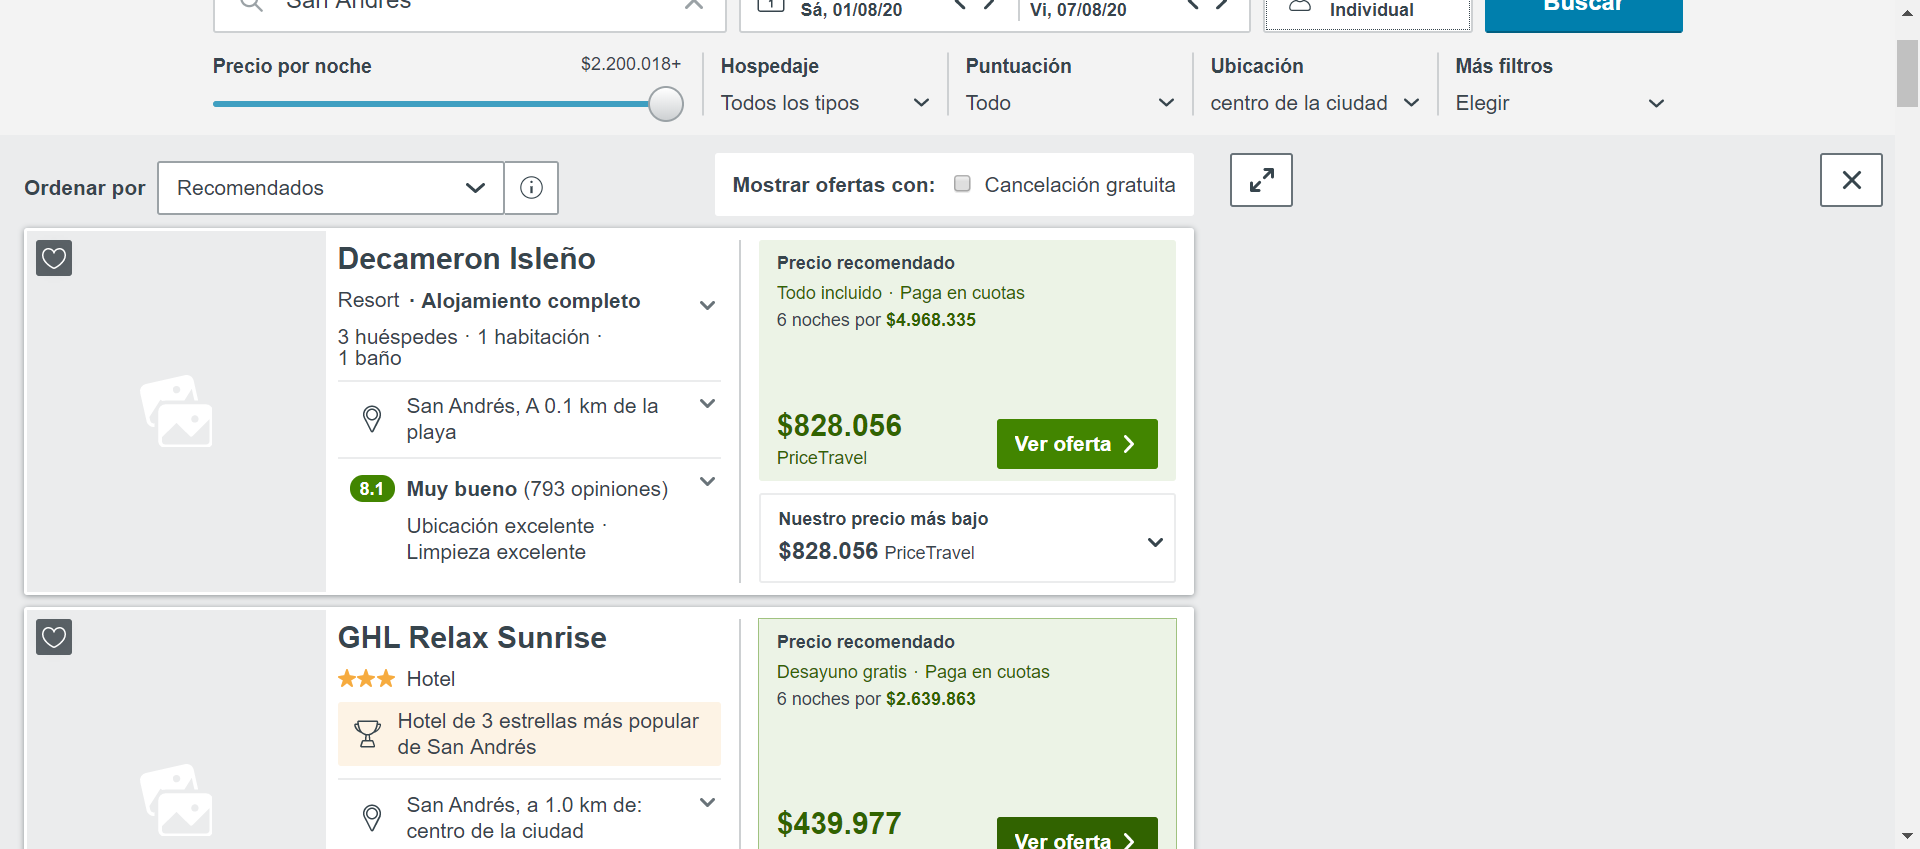 San Andrés
Sá, 01/08/20
Vi, 07/08/20
Individual
Buscar
Precio por noche
$2.200.018+
Hospedaje
Todos los tipos
Puntuación
Todo
Ubicación
centro de la ciudad
Más filtros
Elegir
Ordenar por
Recomendados
Mostrar ofertas con:
Cancelación gratuita
Decameron Isleño
Resort · Alojamiento completo
3 huéspedes · 1 habitación ·
1 baño
San Andrés, A 0.1 km de la
playa
8.1 Muy bueno (793 opiniones)
Ubicación excelente ·
Limpieza excelente
Precio recomendado
Todo incluido · Paga en cuotas
6 noches por $4.968.335
$828.056
PriceTravel
Ver oferta
Nuestro precio más bajo
$828.056 PriceTravel
GHL Relax Sunrise
Hotel
Hotel de 3 estrellas más popular
de San Andrés
San Andrés, a 1.0 km de:
centro de la ciudad
Precio recomendado
Desayuno gratis · Paga en cuotas
6 noches por $2.639.863
$439.977
Ver oferta